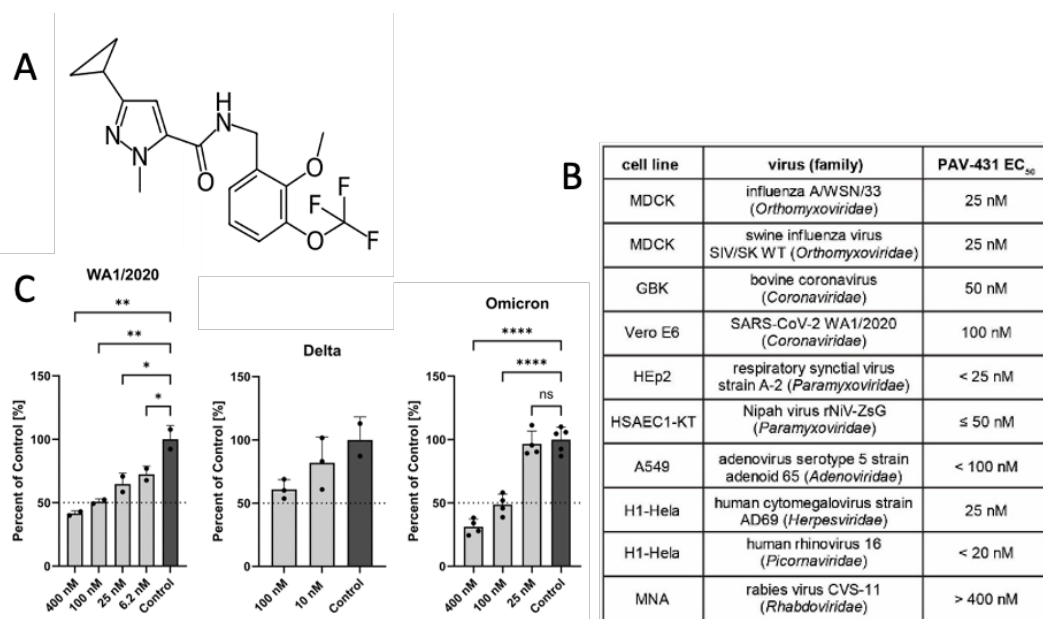 A
H
N
N
N
O
O
O
F
F
F
B
cell line virus (family) PAV-431 EC50
MDCK influenza A/WSN/33 (Orthomyxoviridae) 25 nM
MDCK swine influenza virus SIV/SK WT (Orthomyxoviridae) 25 nM
GBK bovine coronavirus (Coronaviridae) 50 nM
Vero E6 SARS-CoV-2 WA1/2020 (Coronaviridae) 100 nM
HEp2 respiratory synctial virus strain A-2 (Paramyxoviridae) < 25 nM
HSAEC1-KT Nipah virus rNiV-ZsG (Paramyxoviridae) ≤ 50 nM
A549 adenovirus serotype 5 strain adenoid 65 (Adenoviridae) < 100 nM
H1-Hela human cytomegalovirus strain AD69 (Herpesviridae) 25 nM
H1-Hela human rhinovirus 16 (Picornaviridae) < 20 nM
MNA rabies virus CVS-11 (Rhabdoviridae) > 400 nM
C
WA1/2020
**
**
*
*
Percent of Control [%]
150
100
50
0
400 nM 100 nM 25 nM 6.2 nM Control
Delta
Percent of Control [%]
150
100
50
0
100 nM 10 nM Control
Omicron
****
****
ns
Percent of Control [%]
150
100
50
0
400 nM 100 nM 25 nM Control